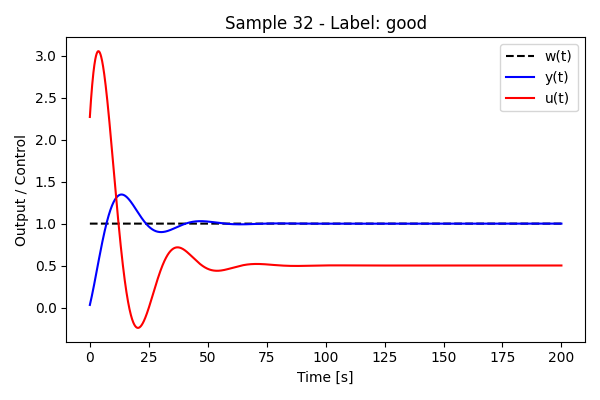 Sample 32 - Label: good
w(t)
y(t)
u(t)
Output / Control
3.0
2.5
2.0
1.5
1.0
0.5
0.0
0 25 50 75 100 125 150 175 200
Time [s]